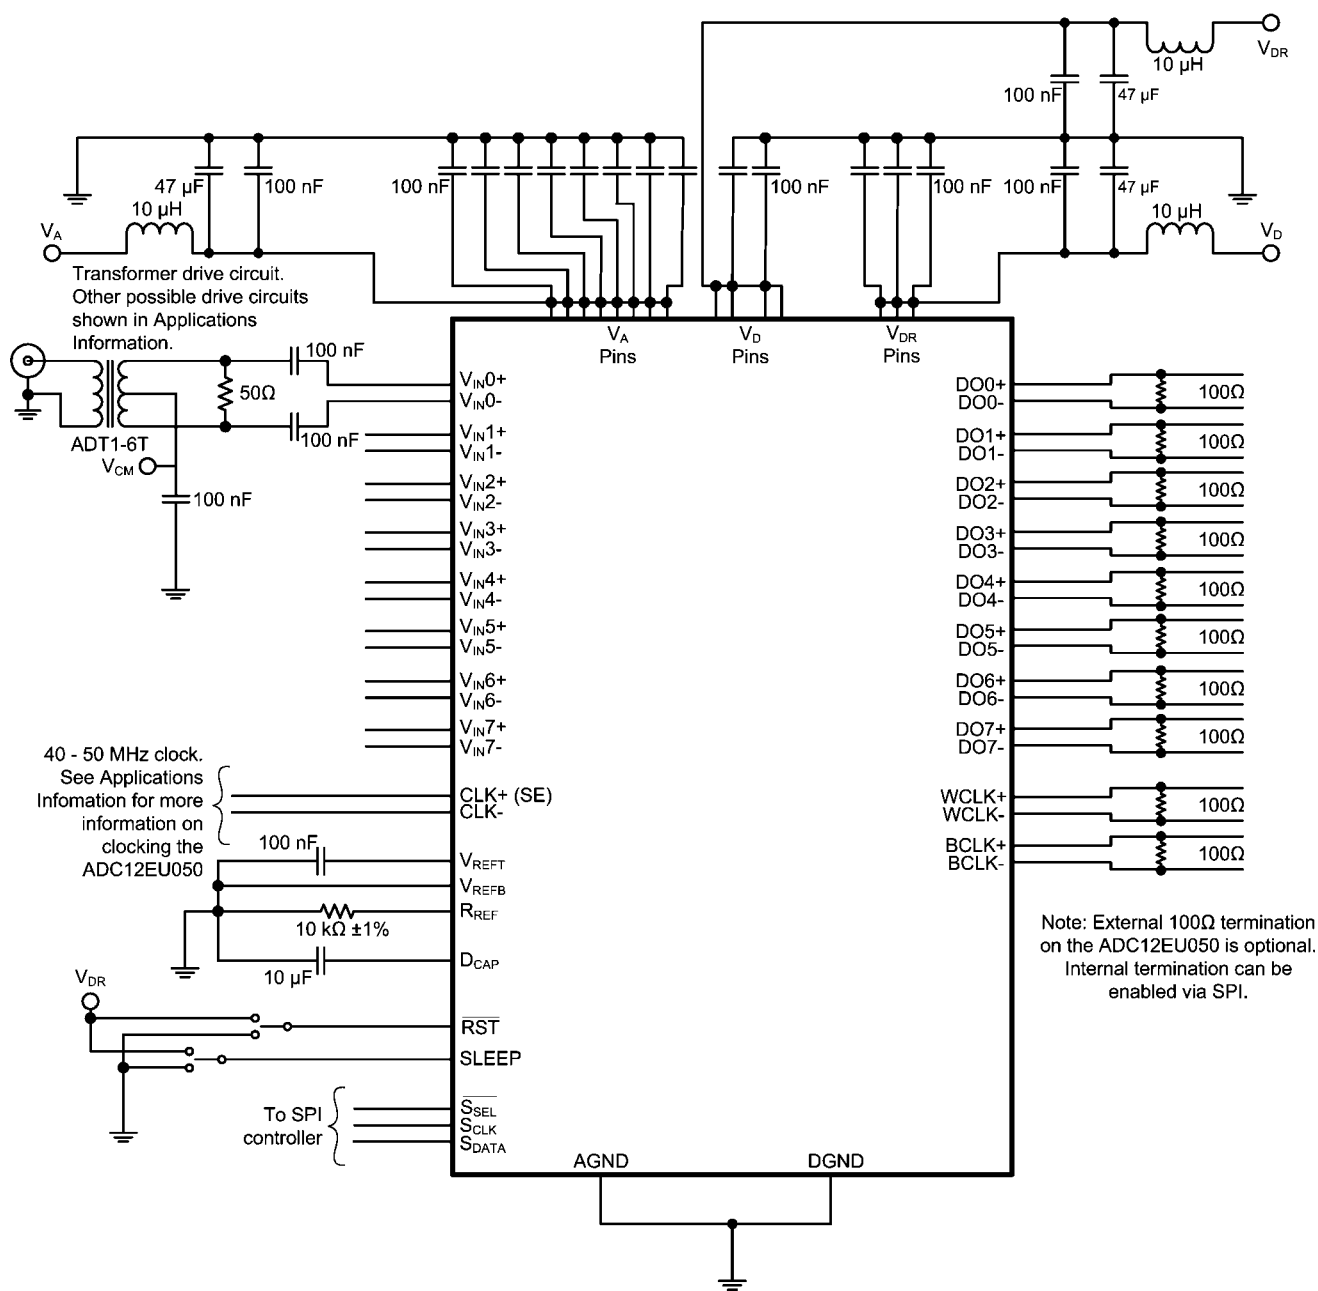 V_DR
10 µH
100 nF
47 µF
47 µF
100 nF
100 nF
100 nF
100 nF
100 nF
47 µF
10 µH
V_A
10 µH
V_D
Transformer drive circuit.
Other possible drive circuits
shown in Applications
Information.
V_A
Pins
V_D
Pins
V_DR
Pins
100 nF
50Ω
100 nF
ADT1-6T
V_CM
100 nF
V_IN0+
V_IN0-
V_IN1+
V_IN1-
V_IN2+
V_IN2-
V_IN3+
V_IN3-
V_IN4+
V_IN4-
V_IN5+
V_IN5-
V_IN6+
V_IN6-
V_IN7+
V_IN7-
DO0+
DO0-
100Ω
DO1+
DO1-
100Ω
DO2+
DO2-
100Ω
DO3+
DO3-
100Ω
DO4+
DO4-
100Ω
DO5+
DO5-
100Ω
DO6+
DO6-
100Ω
DO7+
DO7-
100Ω
WCLK+
WCLK-
100Ω
BCLK+
BCLK-
100Ω
40 - 50 MHz clock.
See Applications
Infomation for more
information on
clocking the
ADC12EU050
CLK+ (SE)
CLK-
100 nF
V_REFT
V_REFB
R_REF
10 kΩ ±1%
D_CAP
10 µF
Note: External 100Ω termination
on the ADC12EU050 is optional.
Internal termination can be
enabled via SPI.
V_DR
RST
SLEEP
To SPI
controller
S_SEL
S_CLK
S_DATA
AGND
DGND